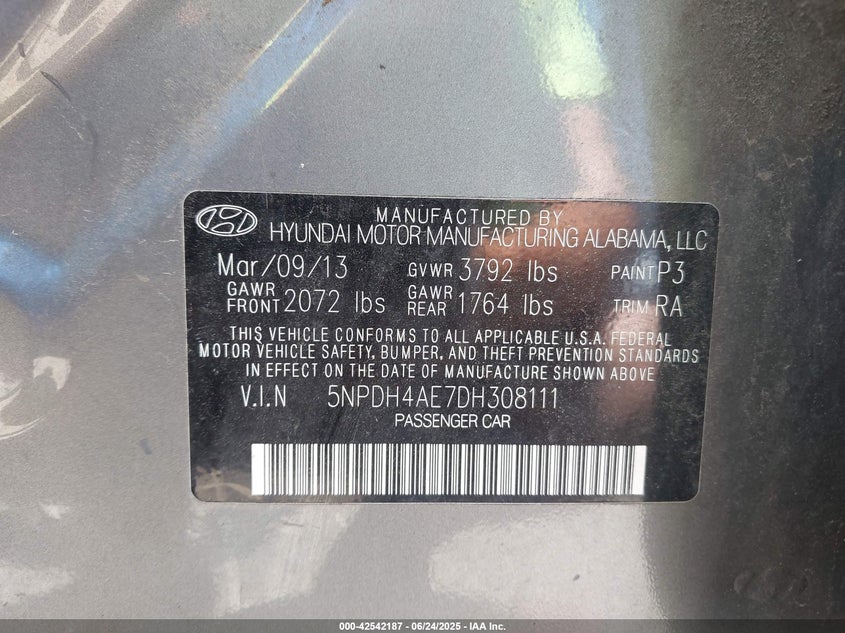 MANUFACTURED BY
HYUNDAI MOTOR MANUFACTURING ALABAMA, LLC
Mar/09/13 GVWR 3792 lbs PAINT P3
GAWR FRONT 2072 lbs GAWR REAR 1764 lbs TRIM RA
THIS VEHICLE CONFORMS TO ALL APPLICABLE U.S.A. FEDERAL
MOTOR VEHICLE SAFETY, BUMPER, AND THEFT PREVENTION STANDARDS
IN EFFECT ON THE DATE OF MANUFACTURE SHOWN ABOVE
V.I.N 5NPDH4AE7DH308111
PASSENGER CAR
000-42542187 - 06/24/2025 - IAA Inc.